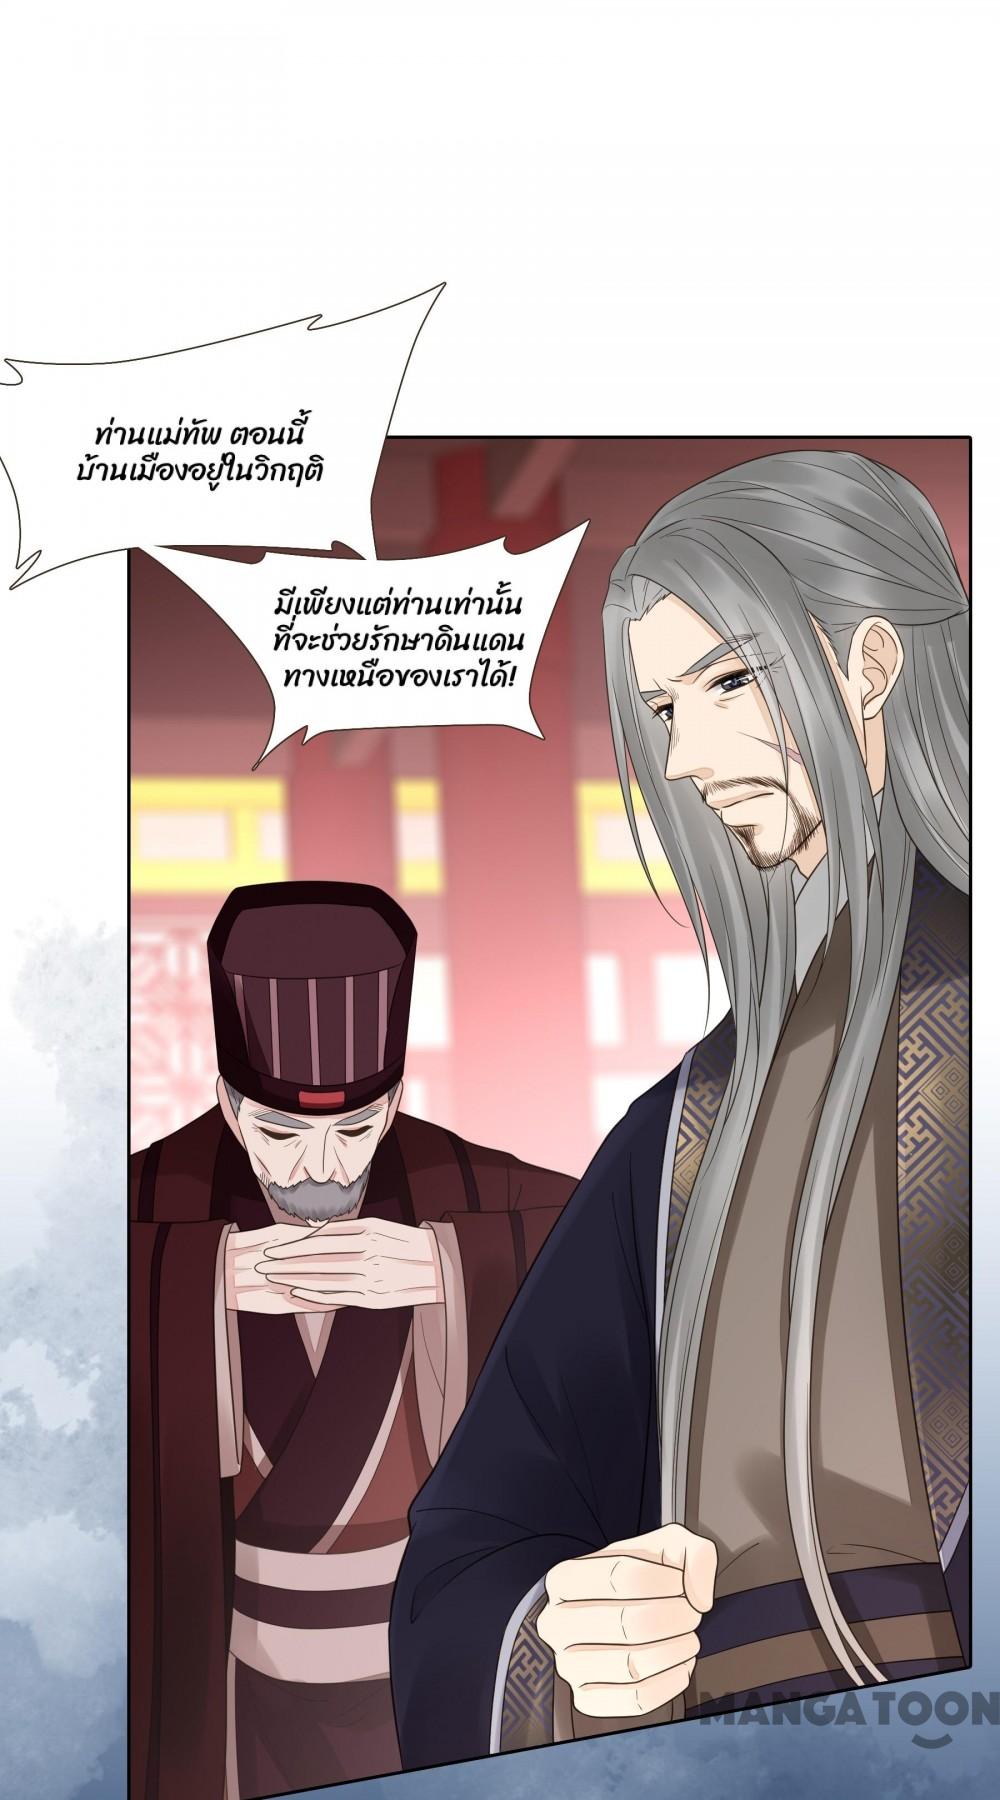 ท่านแม่ทัพ ตอนนี้
บ้านเมืองอยู่ในวิกฤติ
มีเพียงแต่ท่านเท่านั้น
ที่จะช่วยรักษาดินแดน
ทางเหนือของเราได้!
MANGATOON